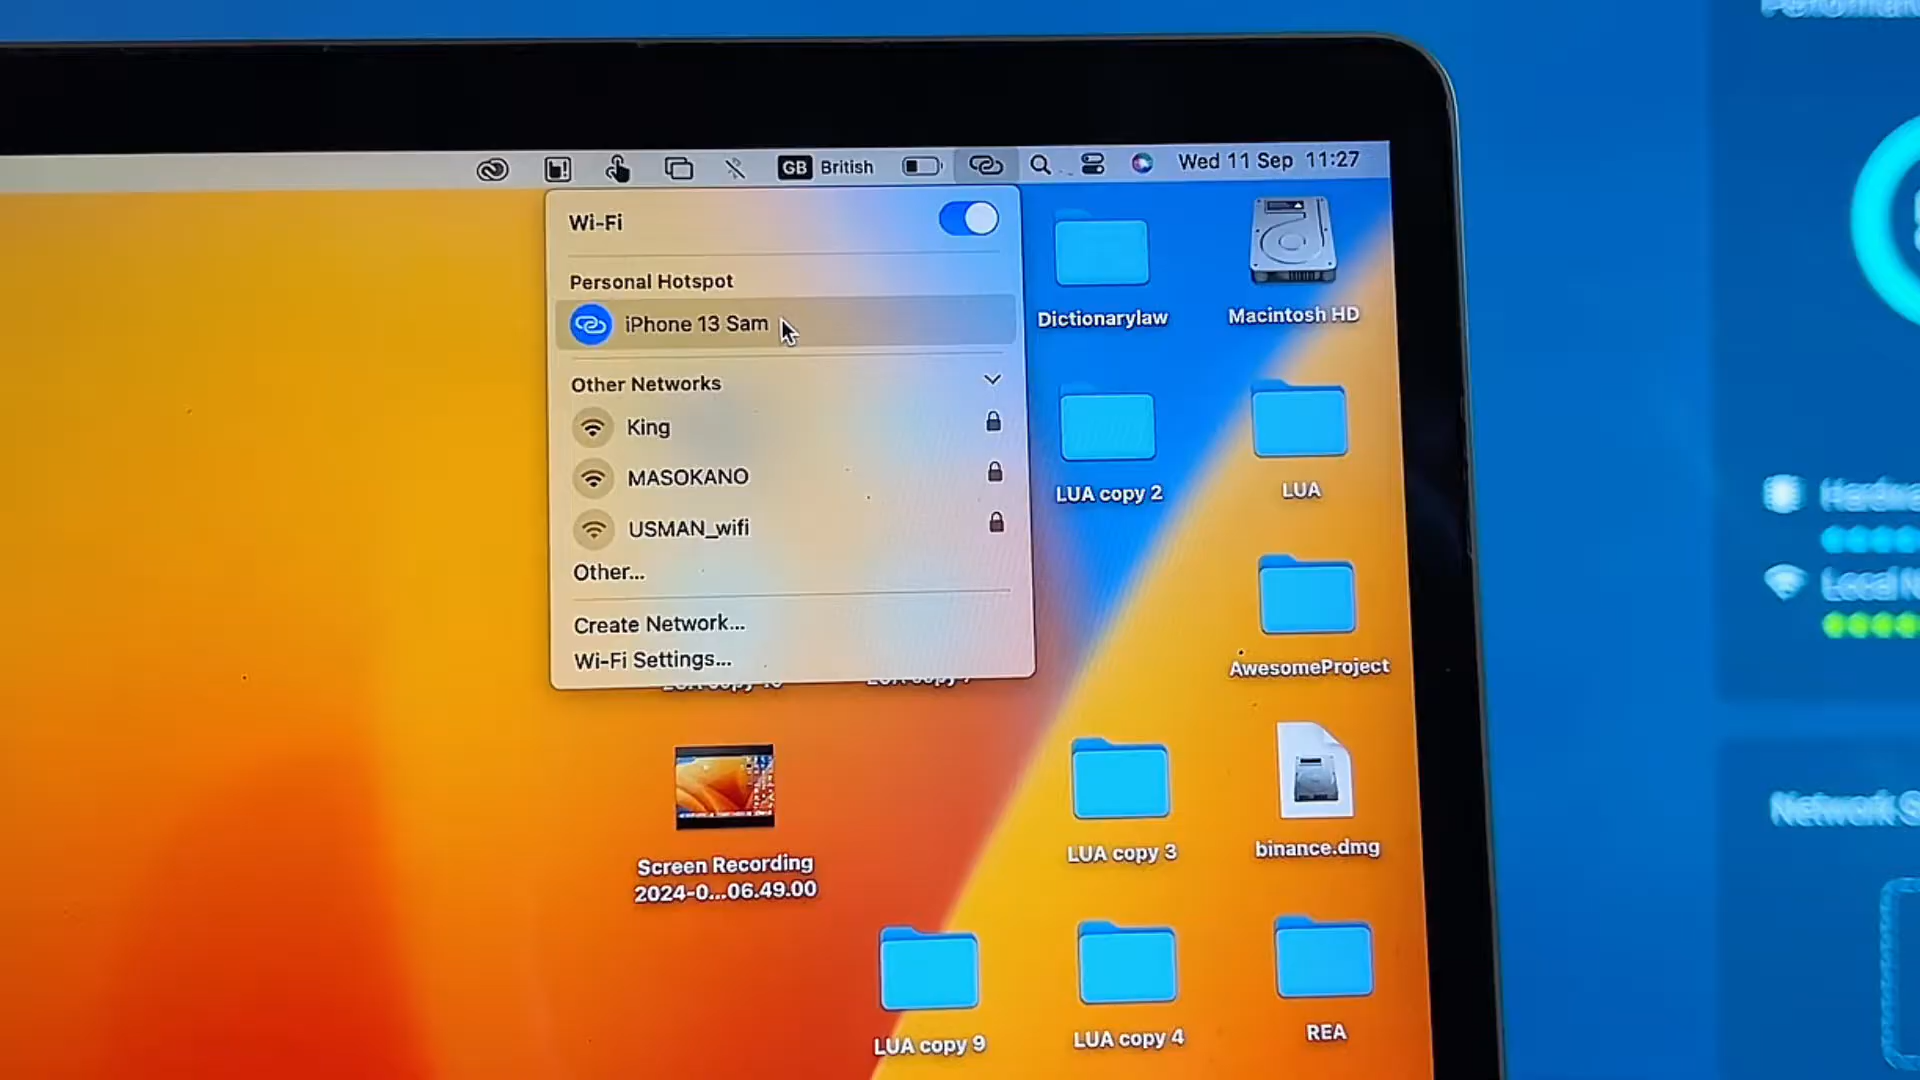 GB British
Wed 11 Sep 11:27
Wi-Fi
Personal Hotspot
iPhone 13 Sam
Other Networks
King
MASOKANO
USMAN_wifi
Other...
Create Network...
Wi-Fi Settings...
Dictionarylaw
Macintosh HD
LUA copy 2
LUA
AwesomeProject
Screen Recording
2024-0...06.49.00
LUA copy 3
binance.dmg
LUA copy 9
LUA copy 4
REA
Network
Local